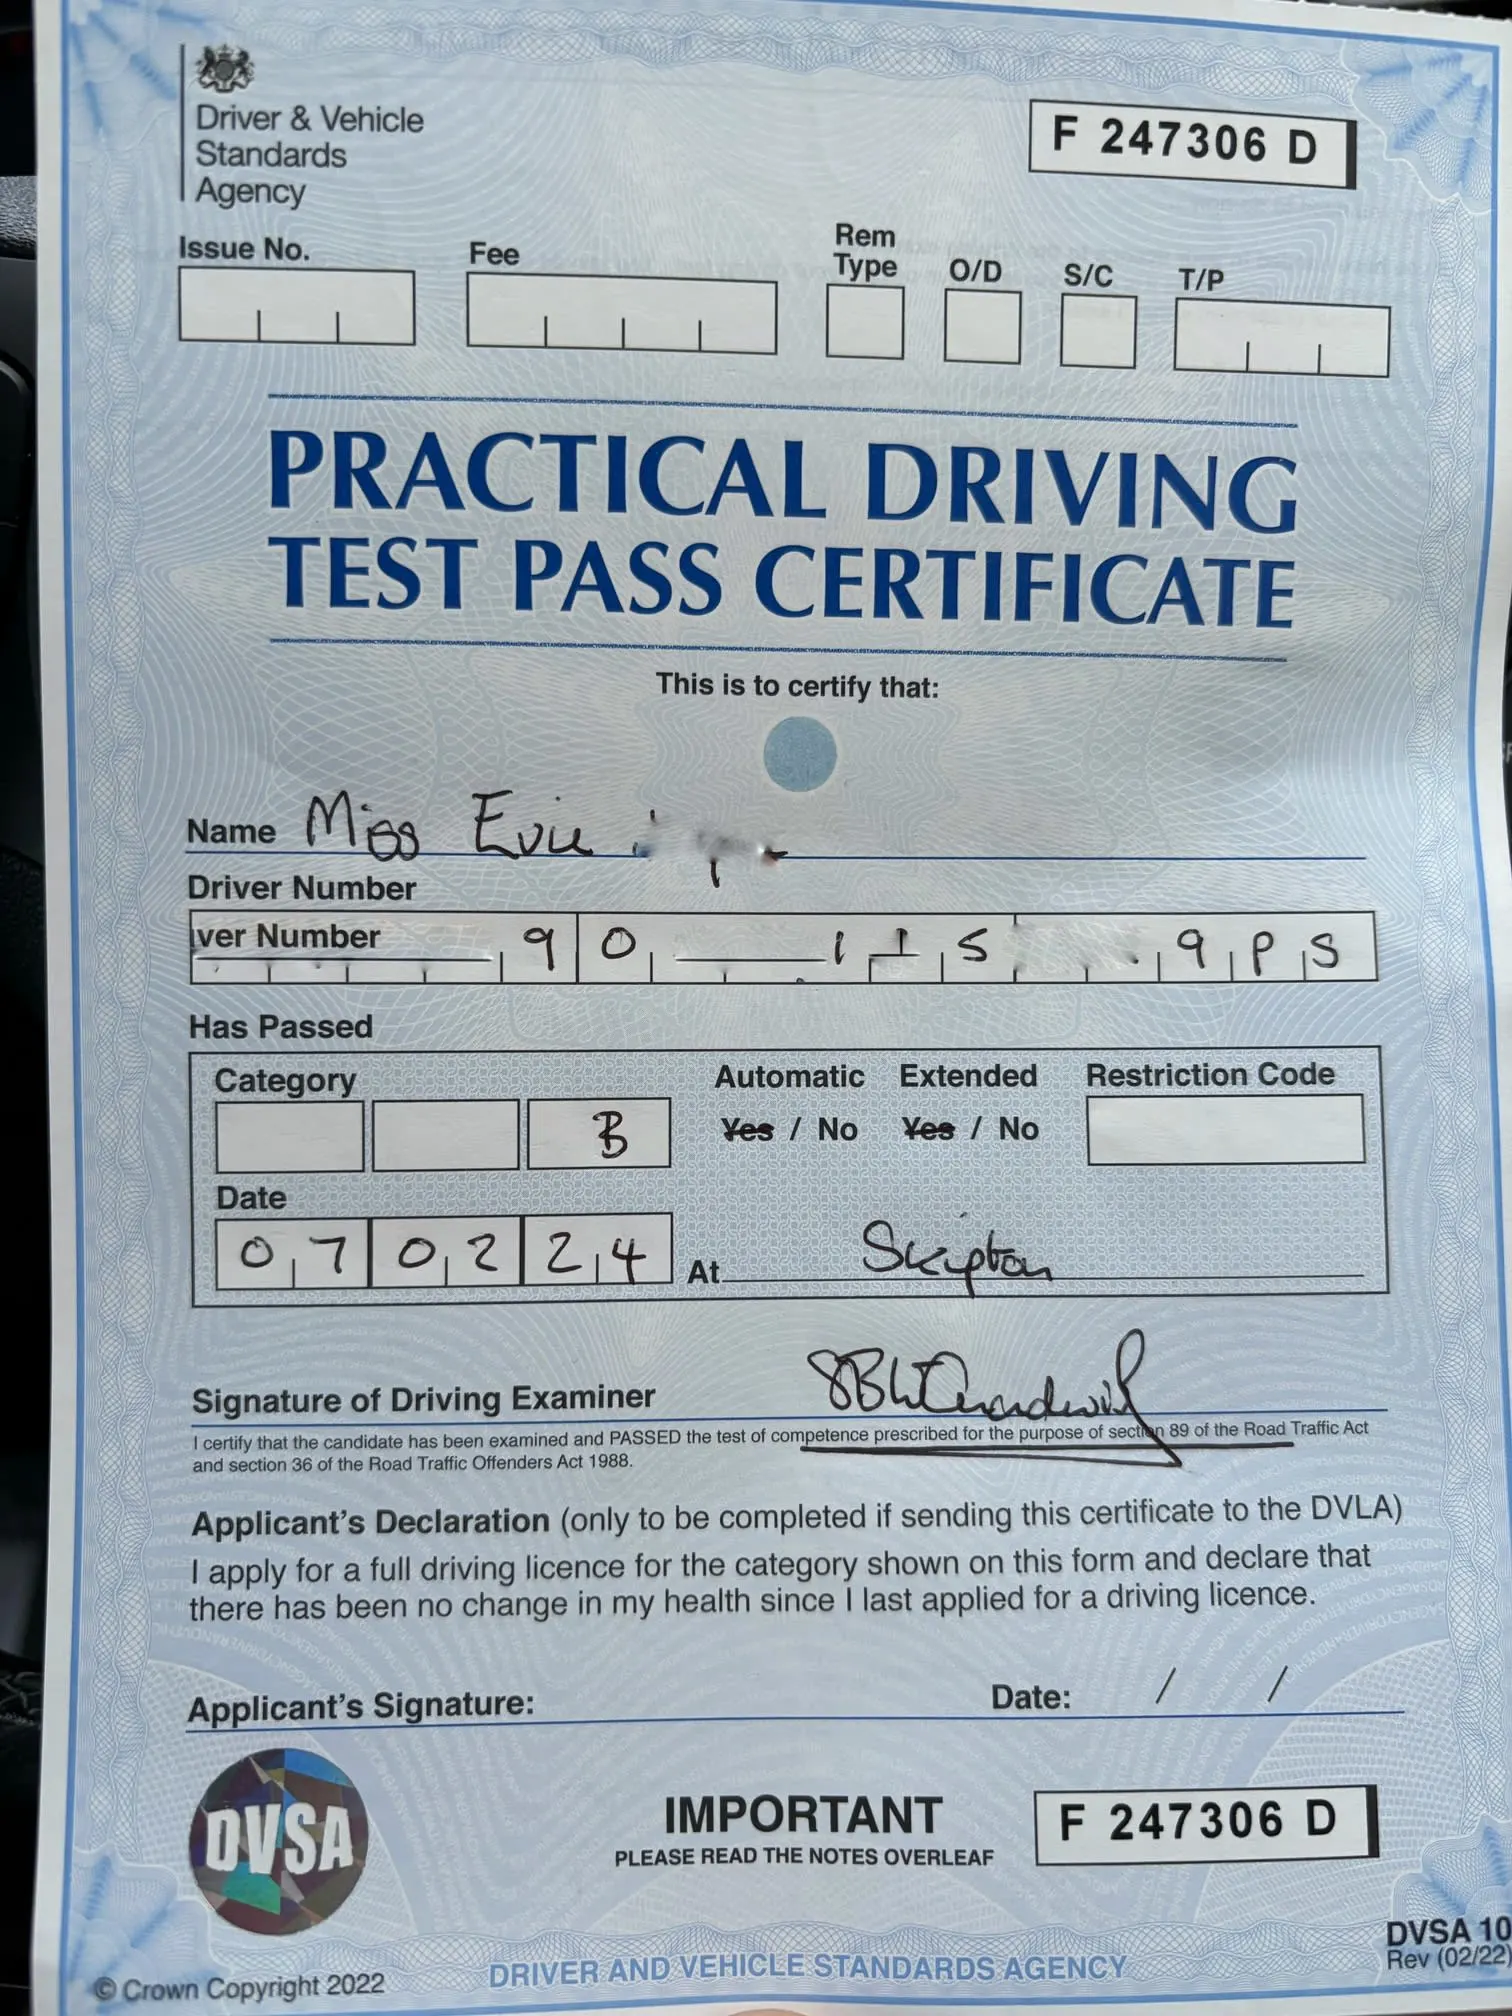 Driver & Vehicle
Standards
Agency
F 247306 D
Issue No.
Fee
Rem
Type
O/D
S/C
T/P
PRACTICAL DRIVING
TEST PASS CERTIFICATE
This is to certify that:
Name Miss Evie
Driver Number
ver Number 9 0 1 1 S 9 P S
Has Passed
Category
Automatic
Extended
Restriction Code
B
Yes / No
Yes / No
Date
0 7 0 2 2 4
At Skipton
Signature of Driving Examiner
I certify that the candidate has been examined and PASSED the test of competence prescribed for the purpose of section 89 of the Road Traffic Act
and section 36 of the Road Traffic Offenders Act 1988.
Applicant's Declaration (only to be completed if sending this certificate to the DVLA)
I apply for a full driving licence for the category shown on this form and declare that
there has been no change in my health since I last applied for a driving licence.
Applicant's Signature:
Date: / /
DVSA
IMPORTANT
PLEASE READ THE NOTES OVERLEAF
F 247306 D
DVSA 10
Rev (02/22)
© Crown Copyright 2022
DRIVER AND VEHICLE STANDARDS AGENCY